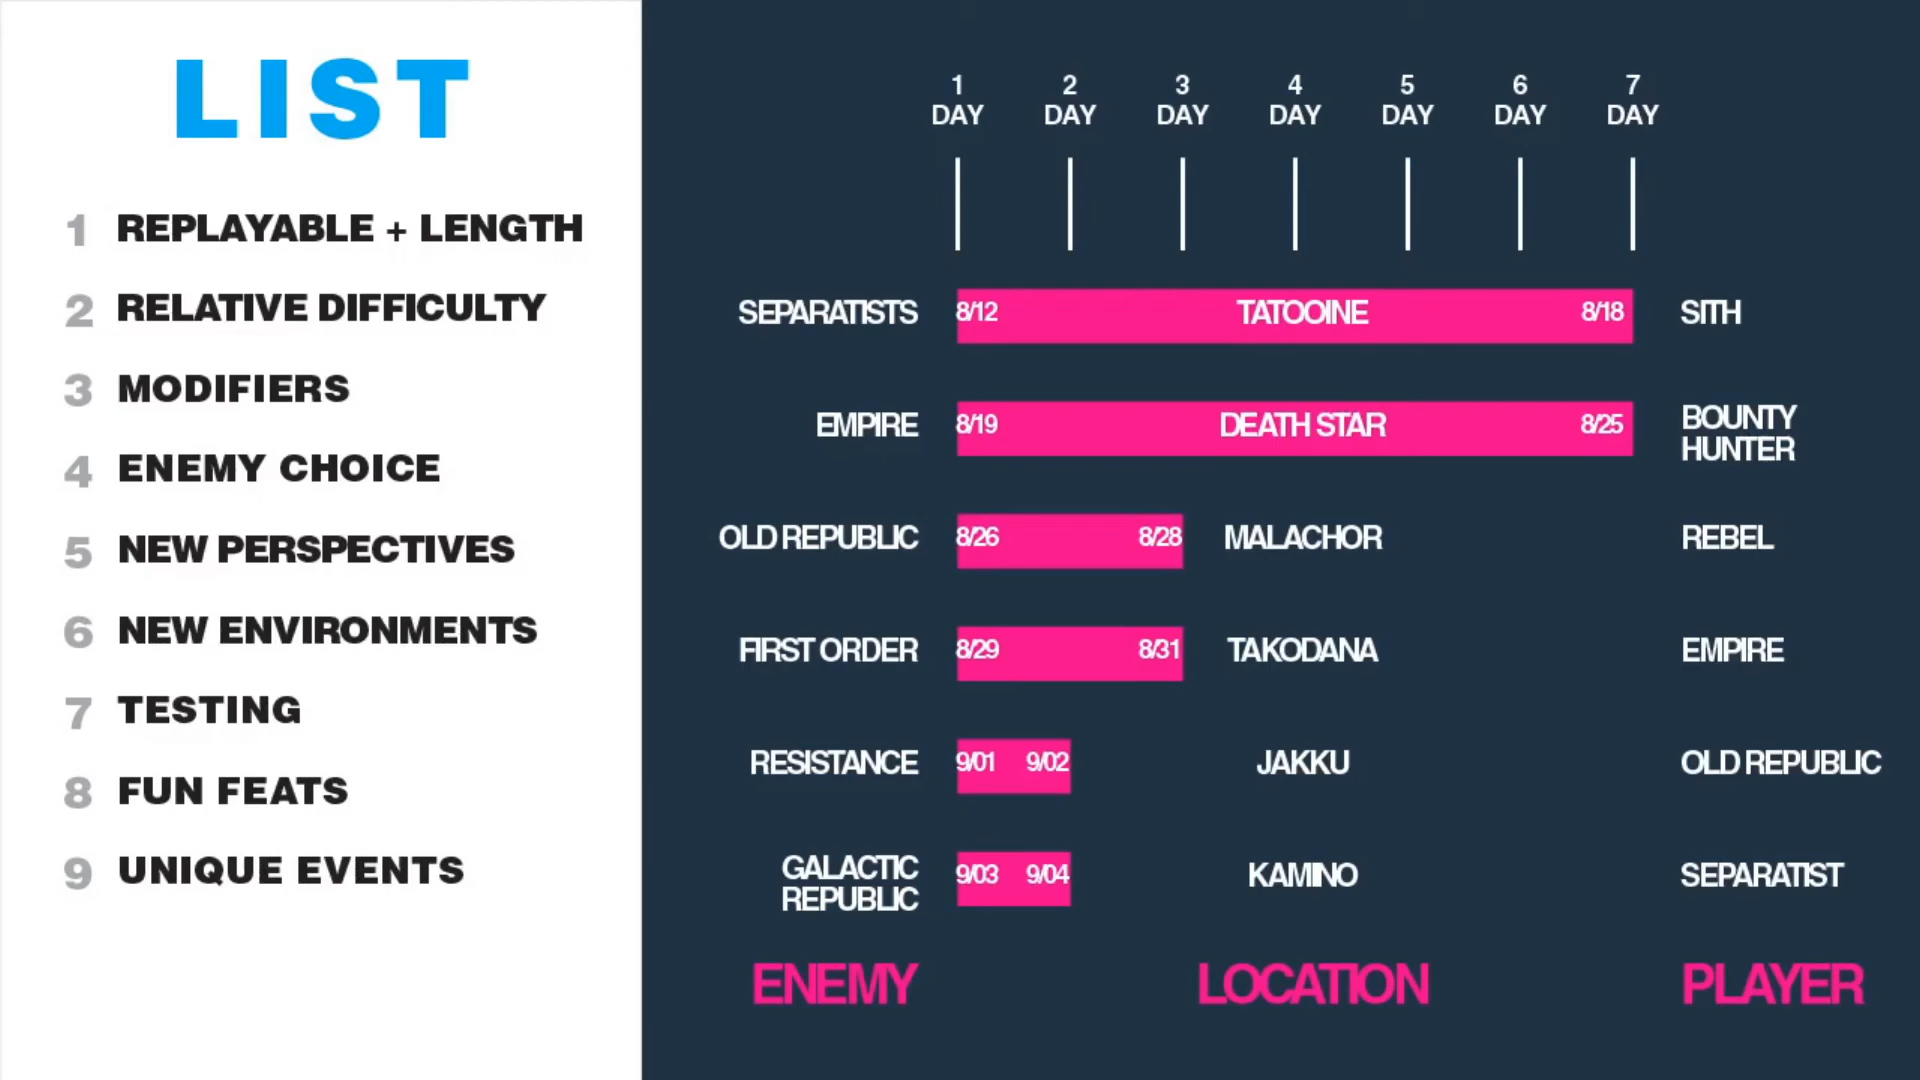 LIST
1 REPLAYABLE + LENGTH
2 RELATIVE DIFFICULTY
3 MODIFIERS
4 ENEMY CHOICE
5 NEW PERSPECTIVES
6 NEW ENVIRONMENTS
7 TESTING
8 FUN FEATS
9 UNIQUE EVENTS
1 2 3 4 5 6 7
DAY DAY DAY DAY DAY DAY DAY
SEPARATISTS 8/12 TATOOINE 8/18 SITH
EMPIRE 8/19 DEATH STAR 8/25 BOUNTY
HUNTER
OLD REPUBLIC 8/26 8/28 MALACHOR REBEL
FIRST ORDER 8/29 8/31 TAKODANA EMPIRE
RESISTANCE 9/01 9/02 JAKKU OLD REPUBLIC
GALACTIC
REPUBLIC 9/03 9/04 KAMINO SEPARATIST
ENEMY LOCATION PLAYER